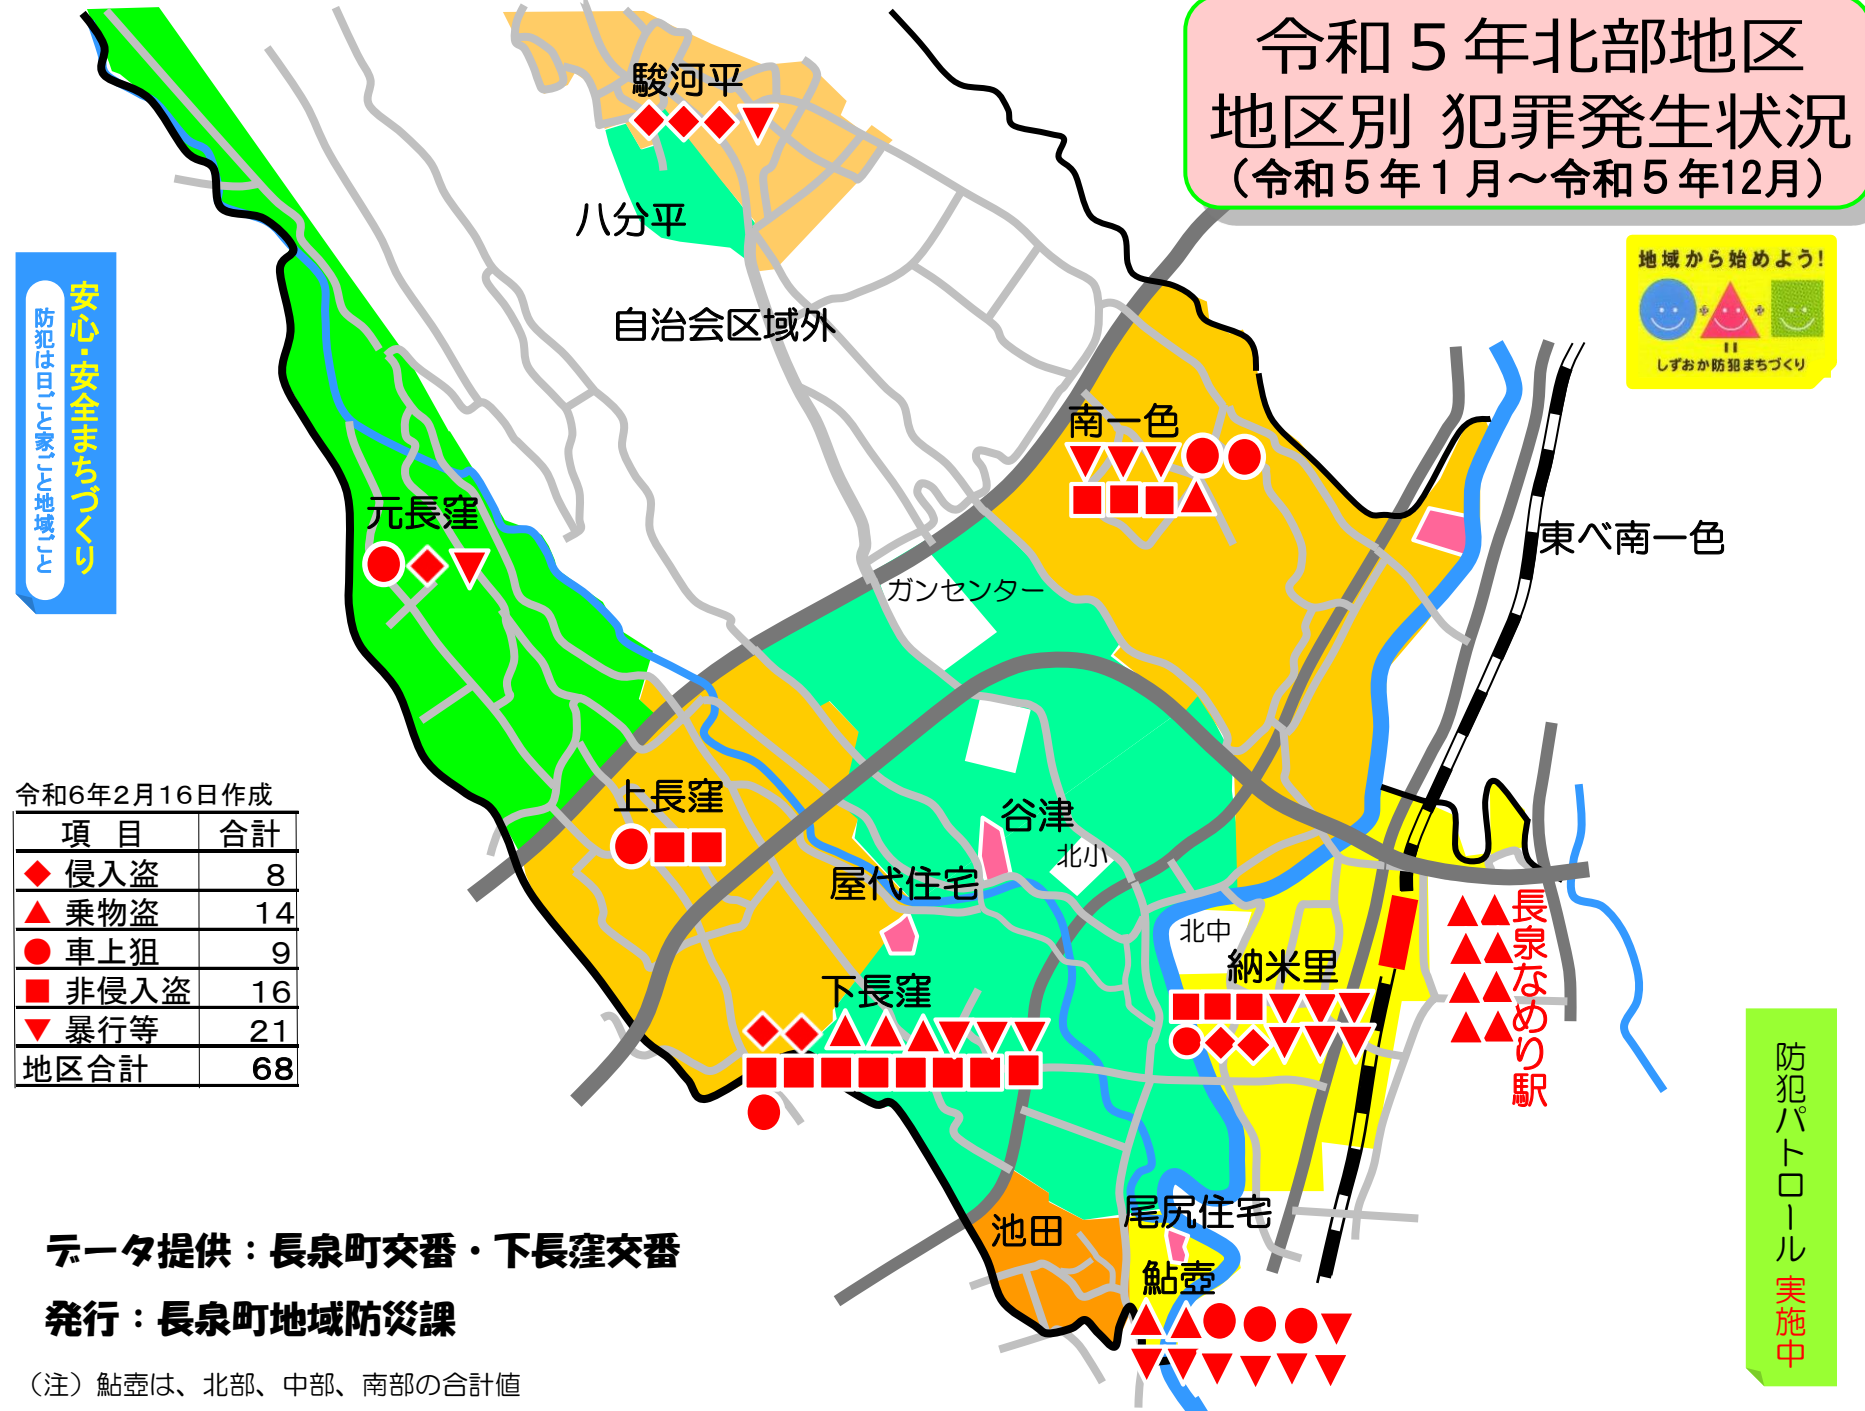 令和５年北部地区
地区別 犯罪発生状況
（令和５年１月～令和５年12月）
地域から始めよう！
しずおか防犯まちづくり
安心・安全まちづくり
防犯は日ごと家ごと地域ごと
駿河平
八分平
自治会区域外
南一色
東べ南一色
元長窪
ガンセンター
上長窪
谷津
北小
屋代住宅
北中
納米里
下長窪
長泉なめり駅
尾尻住宅
池田
鮎壺
令和6年2月16日作成
項 目 合計
侵入盗 8
乗物盗 14
車上狙 9
非侵入盗 16
暴行等 21
地区合計 68
データ提供：長泉町交番・下長窪交番
発行：長泉町地域防災課
（注）鮎壺は、北部、中部、南部の合計値
防犯パトロール 実施中